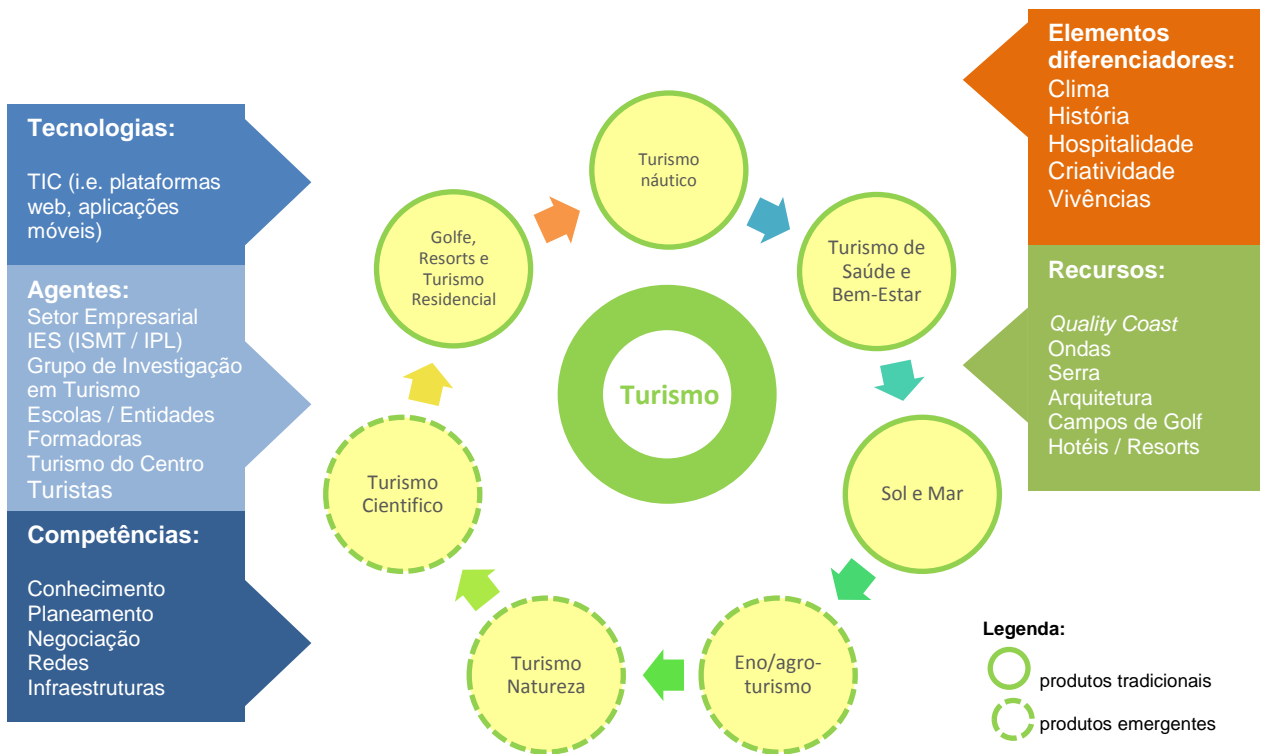 Tecnologias:
TIC (i.e. plataformas
web, aplicações
móveis)
Agentes:
Setor Empresarial
IES (ISMT / IPL)
Grupo de Investigação
em Turismo
Escolas / Entidades
Formadoras
Turismo do Centro
Turistas
Competências:
Conhecimento
Planeamento
Negociação
Redes
Infraestruturas
Turismo
náutico
Turismo de
Saúde e
Bem-Estar
Sol e Mar
Eno/agro-
turismo
Turismo
Natureza
Turismo
Cientifico
Golfe,
Resorts e
Turismo
Residencial
Turismo
Elementos
diferenciadores:
Clima
História
Hospitalidade
Criatividade
Vivências
Recursos:
Quality Coast
Ondas
Serra
Arquitetura
Campos de Golf
Hotéis / Resorts
Legenda:
produtos tradicionais
produtos emergentes